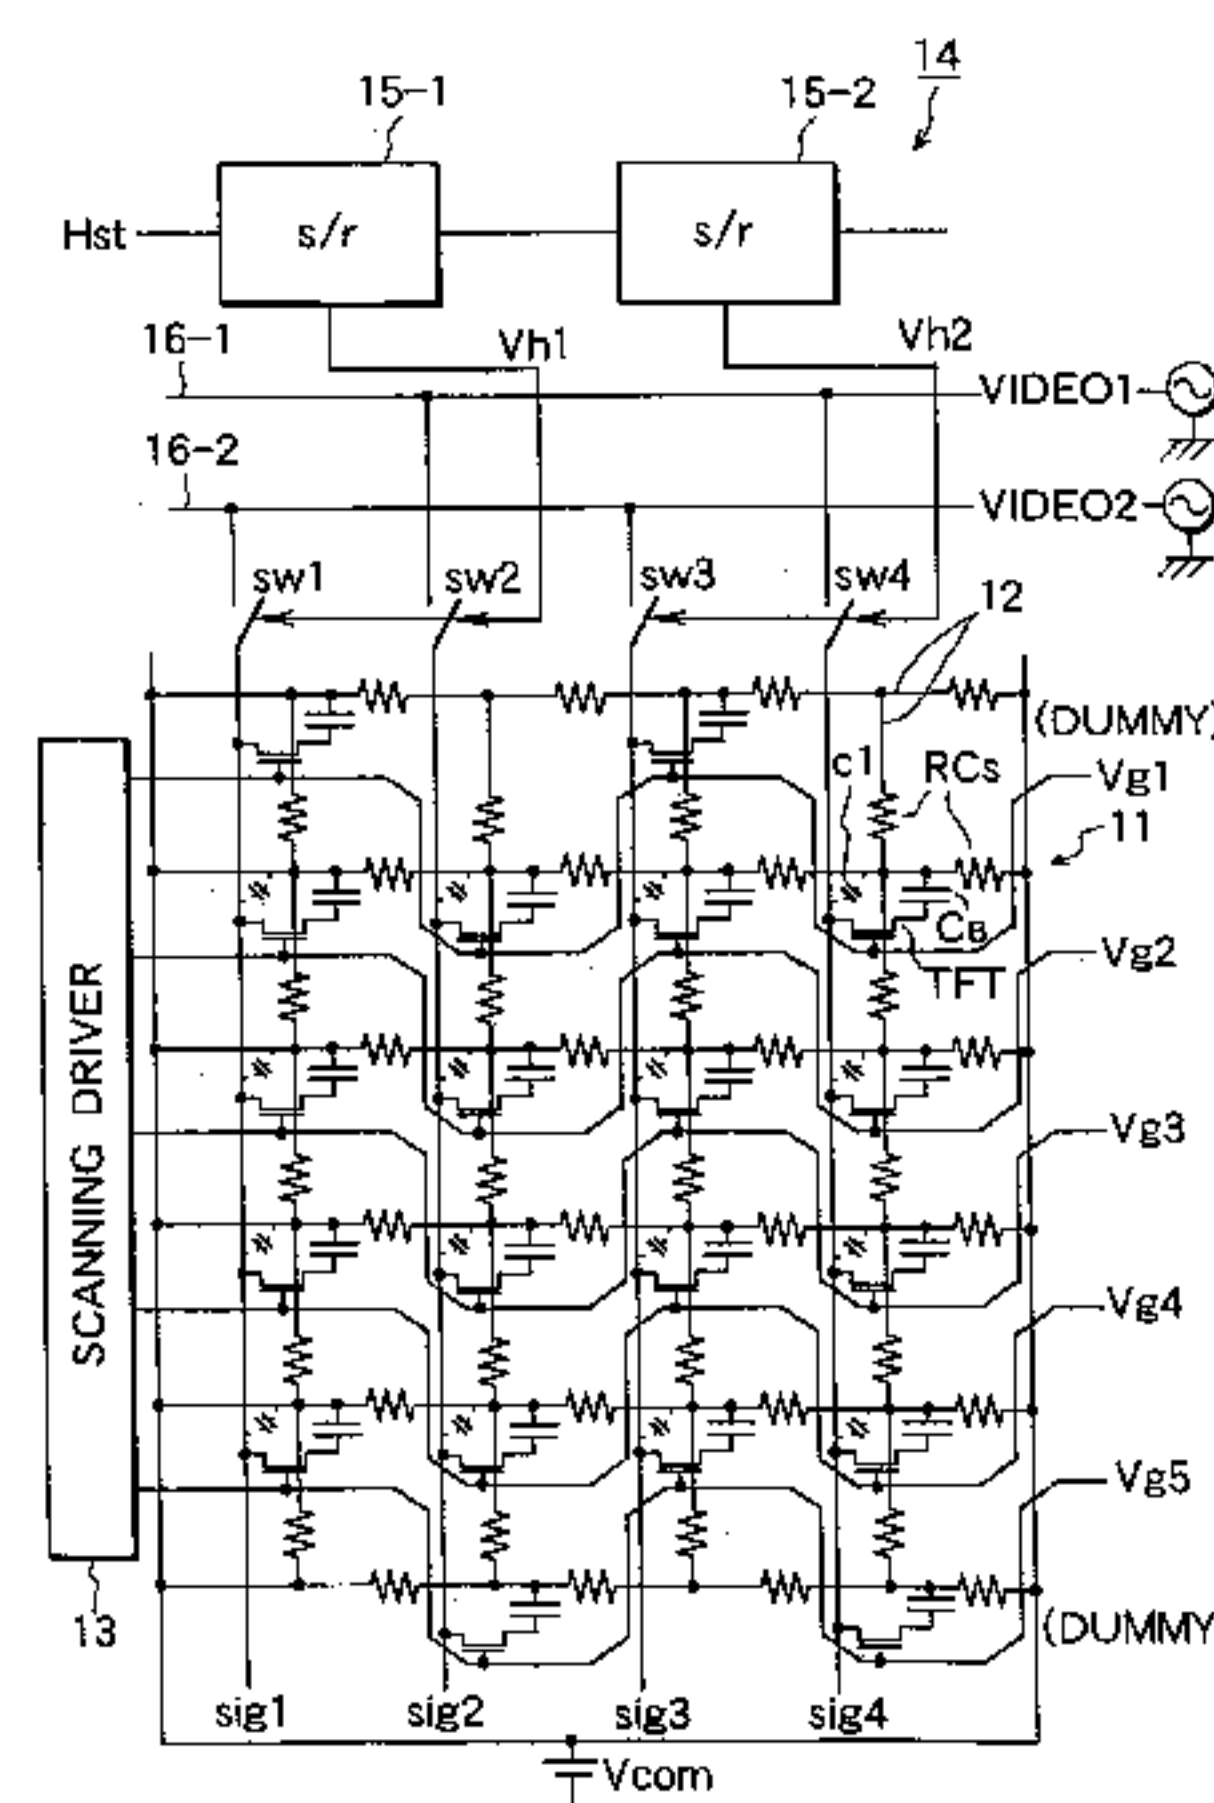 14
15-1
15-2
Hst
s/r
s/r
16-1
Vh1
Vh2
VIDEO1
16-2
VIDEO2
sw1
sw2
sw3
sw4
12
(DUMMY)
c1
RCs
Vg1
11
CB
TFT
Vg2
SCANNING DRIVER
Vg3
Vg4
Vg5
13
(DUMMY
sig1
sig2
sig3
sig4
Vcom